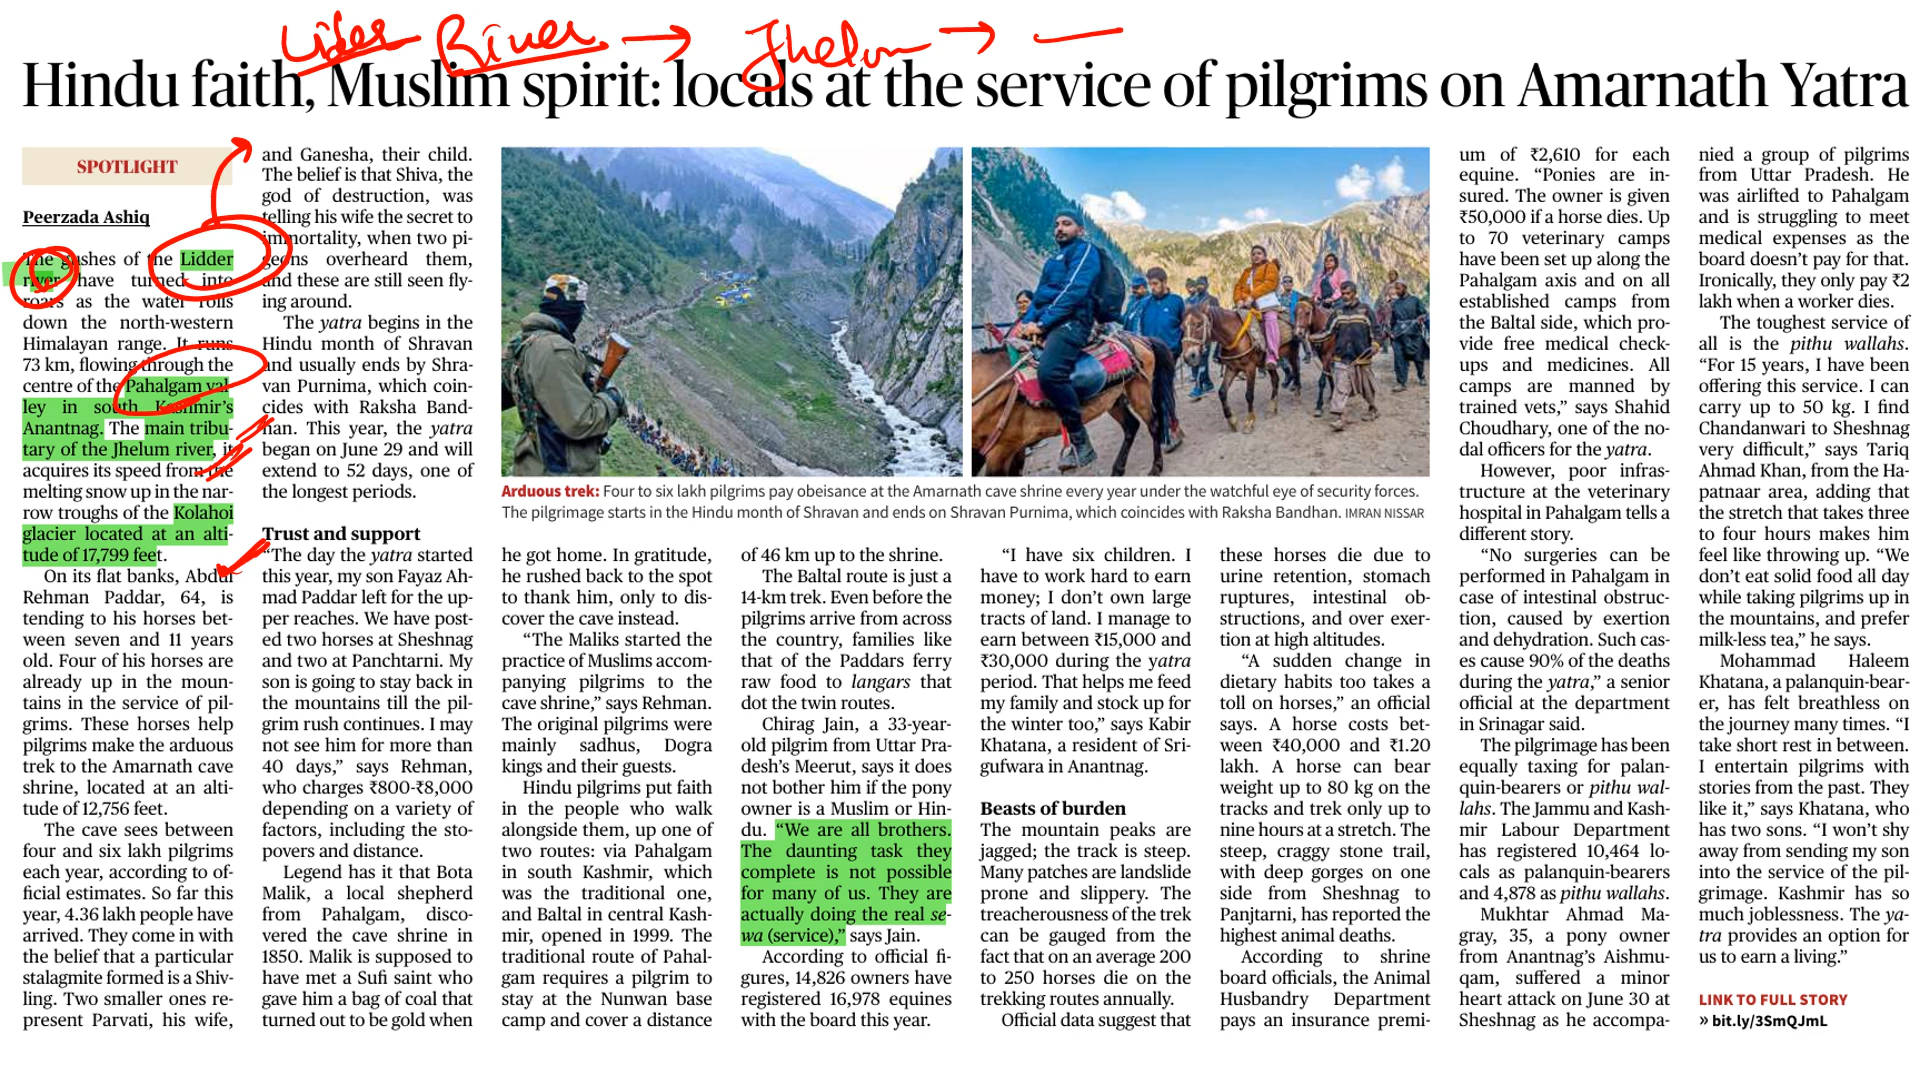 Lidder River → Jhelum → —
Hindu faith, Muslim spirit: locals at the service of pilgrims on Amarnath Yatra
SPOTLIGHT
Peerzada Ashiq
The gushes of the Lidder
river have turned into
roars as the water rolls
down the north-western
Himalayan range. It runs
73 km, flowing through the
centre of the Pahalgam val-
ley in south Kashmir’s
Anantnag. The main tribu-
tary of the Jhelum river, it
acquires its speed from the
melting snow up in the nar-
row troughs of the Kolahoi
glacier located at an alti-
tude of 17,799 feet.
On its flat banks, Abdul
Rehman Paddar, 64, is
tending to his horses bet-
ween seven and 11 years
old. Four of his horses are
already up in the moun-
tains in the service of pil-
grims. These horses help
pilgrims make the arduous
trek to the Amarnath cave
shrine, located at an alti-
tude of 12,756 feet.
The cave sees between
four and six lakh pilgrims
each year, according to of-
ficial estimates. So far this
year, 4.36 lakh people have
arrived. They come in with
the belief that a particular
stalagmite formed is a Shiv-
ling. Two smaller ones re-
present Parvati, his wife,
and Ganesha, their child.
The belief is that Shiva, the
god of destruction, was
telling his wife the secret to
immortality, when two pi-
geons overheard them,
and these are still seen fly-
ing around.
The yatra begins in the
Hindu month of Shravan
and usually ends by Shra-
van Purnima, which coin-
cides with Raksha Band-
han. This year, the yatra
began on June 29 and will
extend to 52 days, one of
the longest periods.
Trust and support
“The day the yatra started
this year, my son Fayaz Ah-
mad Paddar left for the up-
per reaches. We have post-
ed two horses at Sheshnag
and two at Panchtarni. My
son is going to stay back in
the mountains till the pil-
grim rush continues. I may
not see him for more than
40 days,” says Rehman,
who charges ₹800-₹8,000
depending on a variety of
factors, including the sto-
povers and distance.
Legend has it that Bota
Malik, a local shepherd
from Pahalgam, disco-
vered the cave shrine in
1850. Malik is supposed to
have met a Sufi saint who
gave him a bag of coal that
turned out to be gold when
Arduous trek: Four to six lakh pilgrims pay obeisance at the Amarnath cave shrine every year under the watchful eye of security forces.
The pilgrimage starts in the Hindu month of Shravan and ends on Shravan Purnima, which coincides with Raksha Bandhan. IMRAN NISSAR
he got home. In gratitude,
he rushed back to the spot
to thank him, only to dis-
cover the cave instead.
“The Maliks started the
practice of Muslims accom-
panying pilgrims to the
cave shrine,” says Rehman.
The original pilgrims were
mainly sadhus, Dogra
kings and their guests.
Hindu pilgrims put faith
in the people who walk
alongside them, up one of
two routes: via Pahalgam
in south Kashmir, which
was the traditional one,
and Baltal in central Kash-
mir, opened in 1999. The
traditional route of Pahal-
gam requires a pilgrim to
stay at the Nunwan base
camp and cover a distance
of 46 km up to the shrine.
The Baltal route is just a
14-km trek. Even before the
pilgrims arrive from across
the country, families like
that of the Paddars ferry
raw food to langars that
dot the twin routes.
Chirag Jain, a 33-year-
old pilgrim from Uttar Pra-
desh’s Meerut, says it does
not bother him if the pony
owner is a Muslim or Hin-
du. “We are all brothers.
The daunting task they
complete is not possible
for many of us. They are
actually doing the real se-
wa (service),” says Jain.
According to official fi-
gures, 14,826 owners have
registered 16,978 equines
with the board this year.
“I have six children. I
have to work hard to earn
money; I don’t own large
tracts of land. I manage to
earn between ₹15,000 and
₹30,000 during the yatra
period. That helps me feed
my family and stock up for
the winter too,” says Kabir
Khatana, a resident of Sri-
gufwara in Anantnag.
Beasts of burden
The mountain peaks are
jagged; the track is steep.
Many patches are landslide
prone and slippery. The
treacherousness of the trek
can be gauged from the
fact that on an average 200
to 250 horses die on the
trekking routes annually.
Official data suggest that
these horses die due to
urine retention, stomach
ruptures, intestinal ob-
structions, and over exer-
tion at high altitudes.
“A sudden change in
dietary habits too takes a
toll on horses,” an official
says. A horse costs bet-
ween ₹40,000 and ₹1.20
lakh. A horse can bear
weight up to 80 kg on the
tracks and trek only up to
nine hours at a stretch. The
steep, craggy stone trail,
with deep gorges on one
side from Sheshnag to
Panjtarni, has reported the
highest animal deaths.
According to shrine
board officials, the Animal
Husbandry Department
pays an insurance premi-
um of ₹2,610 for each
equine. “Ponies are in-
sured. The owner is given
₹50,000 if a horse dies. Up
to 70 veterinary camps
have been set up along the
Pahalgam axis and on all
established camps from
the Baltal side, which pro-
vide free medical check-
ups and medicines. All
camps are manned by
trained vets,” says Shahid
Choudhary, one of the no-
dal officers for the yatra.
However, poor infras-
tructure at the veterinary
hospital in Pahalgam tells a
different story.
“No surgeries can be
performed in Pahalgam in
case of intestinal obstruc-
tion, caused by exertion
and dehydration. Such cas-
es cause 90% of the deaths
during the yatra,” a senior
official at the department
in Srinagar said.
The pilgrimage has been
equally taxing for palan-
quin-bearers or pithu wal-
lahs. The Jammu and Kash-
mir Labour Department
has registered 10,464 lo-
cals as palanquin-bearers
and 4,878 as pithu wallahs.
Mukhtar Ahmad Ma-
gray, 35, a pony owner
from Anantnag’s Aishmu-
qam, suffered a minor
heart attack on June 30 at
Sheshnag as he accompa-
nied a group of pilgrims
from Uttar Pradesh. He
was airlifted to Pahalgam
and is struggling to meet
medical expenses as the
board doesn’t pay for that.
Ironically, they only pay ₹2
lakh when a worker dies.
The toughest service of
all is the pithu wallahs.
“For 15 years, I have been
offering this service. I can
carry up to 50 kg. I find
Chandanwari to Sheshnag
very difficult,” says Tariq
Ahmad Khan, from the Ha-
patnaar area, adding that
the stretch that takes three
to four hours makes him
feel like throwing up. “We
don’t eat solid food all day
while taking pilgrims up in
the mountains, and prefer
milk-less tea,” he says.
Mohammad Haleem
Khatana, a palanquin-bear-
er, has felt breathless on
the journey many times. “I
take short rest in between.
I entertain pilgrims with
stories from the past. They
like it,” says Khatana, who
has two sons. “I won’t shy
away from sending my son
into the service of the pil-
grimage. Kashmir has so
much joblessness. The ya-
tra provides an option for
us to earn a living.”
LINK TO FULL STORY
» bit.ly/3SmQJmL